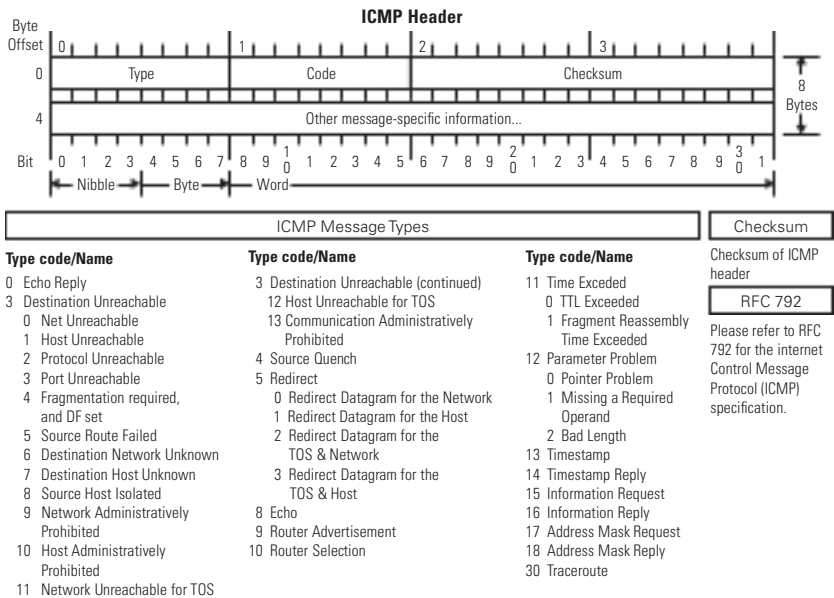 ICMP Header
Byte
Offset
0 1 2 3
0 Type Code Checksum
8
Bytes
4 Other message-specific information...
Bit 0 1 2 3 4 5 6 7 8 9 10 1 2 3 4 5 6 7 8 9 20 1 2 3 4 5 6 7 8 9 30 1
Nibble Byte Word
ICMP Message Types
Type code/Name
0 Echo Reply
3 Destination Unreachable
0 Net Unreachable
1 Host Unreachable
2 Protocol Unreachable
3 Port Unreachable
4 Fragmentation required,
and DF set
5 Source Route Failed
6 Destination Network Unknown
7 Destination Host Unknown
8 Source Host Isolated
9 Network Administratively
Prohibited
10 Host Administratively
Prohibited
11 Network Unreachable for TOS
Type code/Name
3 Destination Unreachable (continued)
12 Host Unreachable for TOS
13 Communication Administratively
Prohibited
4 Source Quench
5 Redirect
0 Redirect Datagram for the Network
1 Redirect Datagram for the Host
2 Redirect Datagram for the
TOS & Network
3 Redirect Datagram for the
TOS & Host
8 Echo
9 Router Advertisement
10 Router Selection
Type code/Name
11 Time Exceded
0 TTL Exceeded
1 Fragment Reassembly
Time Exceeded
12 Parameter Problem
0 Pointer Problem
1 Missing a Required
Operand
2 Bad Length
13 Timestamp
14 Timestamp Reply
15 Information Request
16 Information Reply
17 Address Mask Request
18 Address Mask Reply
30 Traceroute
Checksum
Checksum of ICMP
header
RFC 792
Please refer to RFC
792 for the internet
Control Message
Protocol (ICMP)
specification.